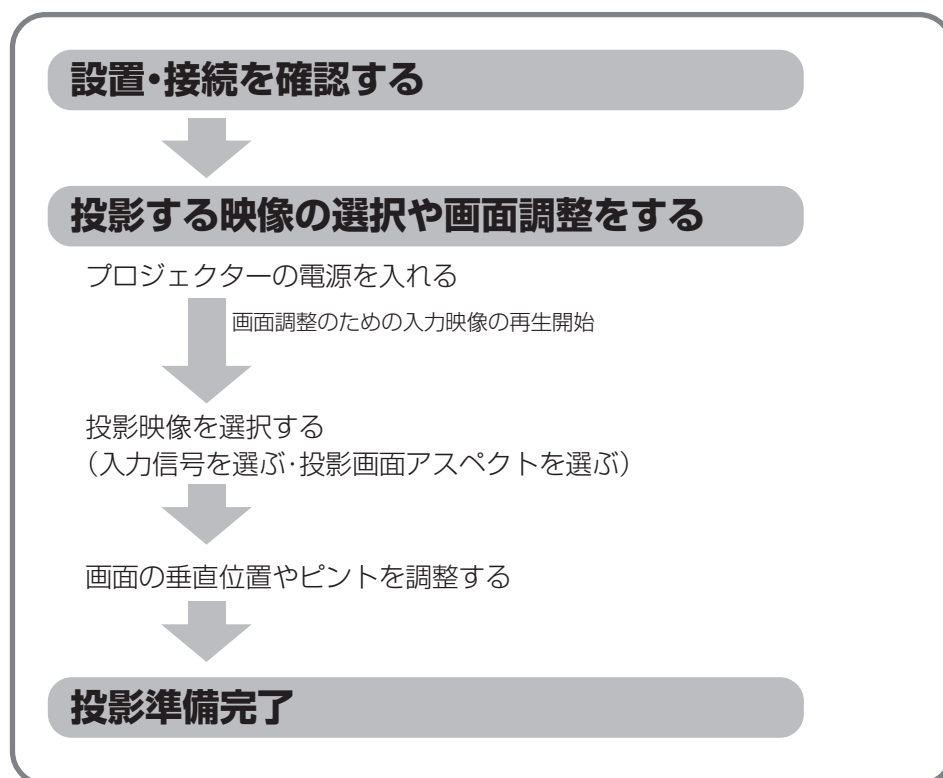 設置・接続を確認する
投影する映像の選択や画面調整をする
プロジェクターの電源を入れる
画面調整のための入力映像の再生開始
投影映像を選択する
（入力信号を選ぶ・投影画面アスペクトを選ぶ）
画面の垂直位置やピントを調整する
投影準備完了